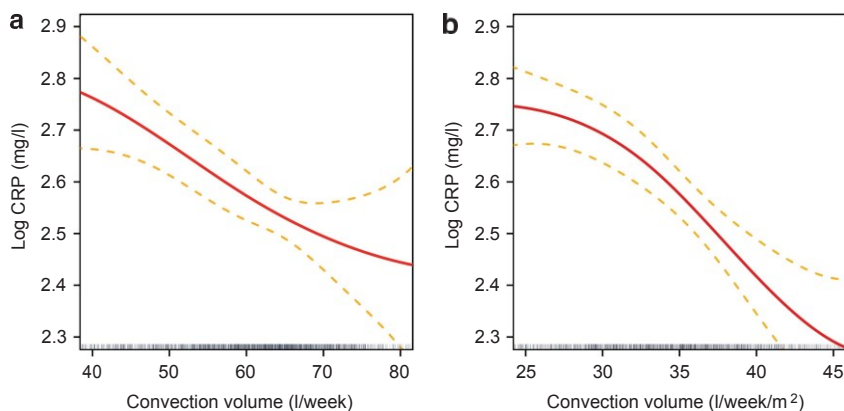 a
2.9
2.8
2.7
2.6
2.5
2.4
2.3
Log CRP (mg/l)
40 50 60 70 80
Convection volume (l/week)
b
2.9
2.8
2.7
2.6
2.5
2.4
2.3
Log CRP (mg/l)
25 30 35 40 45
Convection volume (l/week/m²)